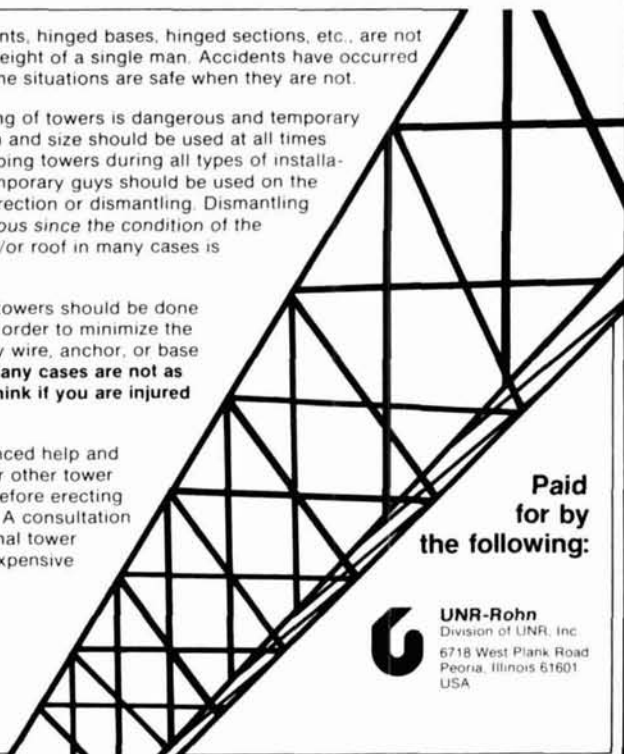 nts, hinged bases, hinged sections, etc., are not
eight of a single man. Accidents have occurred
ne situations are safe when they are not.
ng of towers is dangerous and temporary
and size should be used at all times
bing towers during all types of installa-
mporary guys should be used on the
rection or dismantling. Dismantling
ous since the condition of the
/or roof in many cases is
towers should be done
order to minimize the
y wire, anchor, or base
any cases are not as
hink if you are injured
nced help and
r other tower
efore erecting
A consultation
nal tower
xpensive
Paid
for by
the following:
UNR-Rohn
Division of UNR, Inc
6718 West Plank Road
Peoria, Illinois 61601
USA